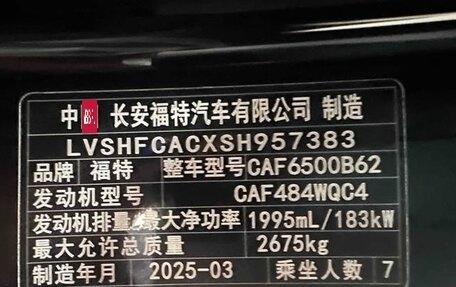 中 长安福特汽车有限公司 制造
LVSHFCACXSH957383
品牌 福特 整车型号 CAF6500B62
发动机型号 CAF484WQC4
发动机排量/最大净功率 1995mL/183kW
最大允许总质量 2675kg
制造年月 2025-03 乘坐人数 7